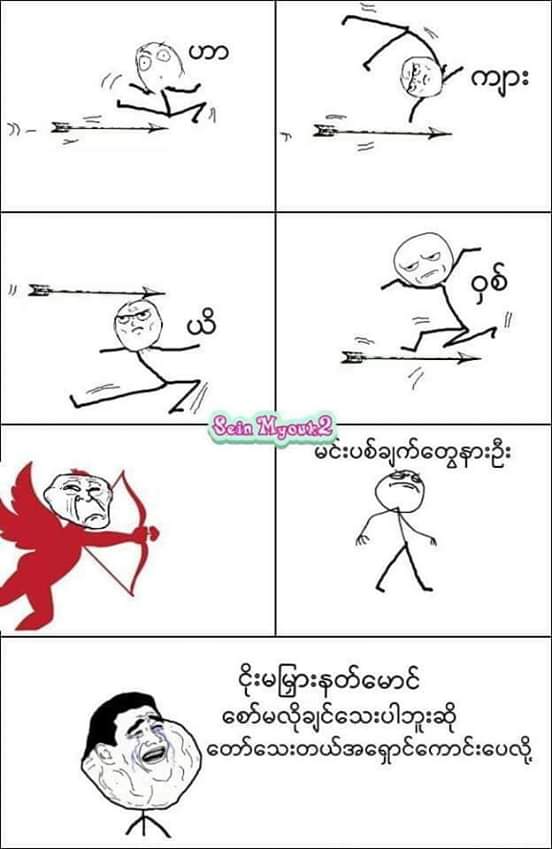 ဟာ
ကျား
ယိ
ဝှစ်
Sein Myouk2
မင်းပစ်ချက်တွေနားဦး
ငိုးမမြှားနတ်မောင်
စော်မလိုချင်သေးပါဘူးဆို
တော်သေးတယ်အရှောင်ကောင်းပေလို့